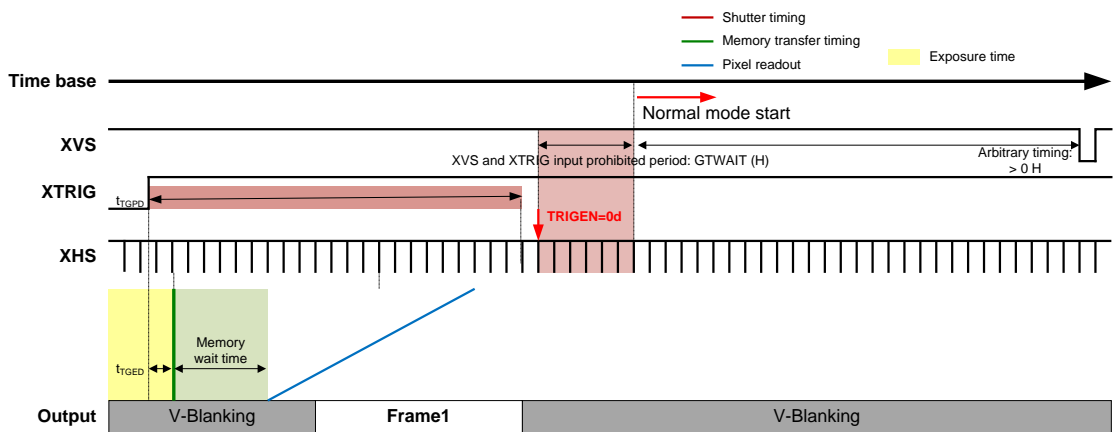 Shutter timing
Memory transfer timing
Pixel readout
Exposure time
Time base
Normal mode start
XVS
XVS and XTRIG input prohibited period: GTWAIT (H)
Arbitrary timing:
> 0 H
XTRIG
tTGPD
TRIGEN=0d
XHS
Memory
wait time
tTGED
Output
V-Blanking
Frame1
V-Blanking